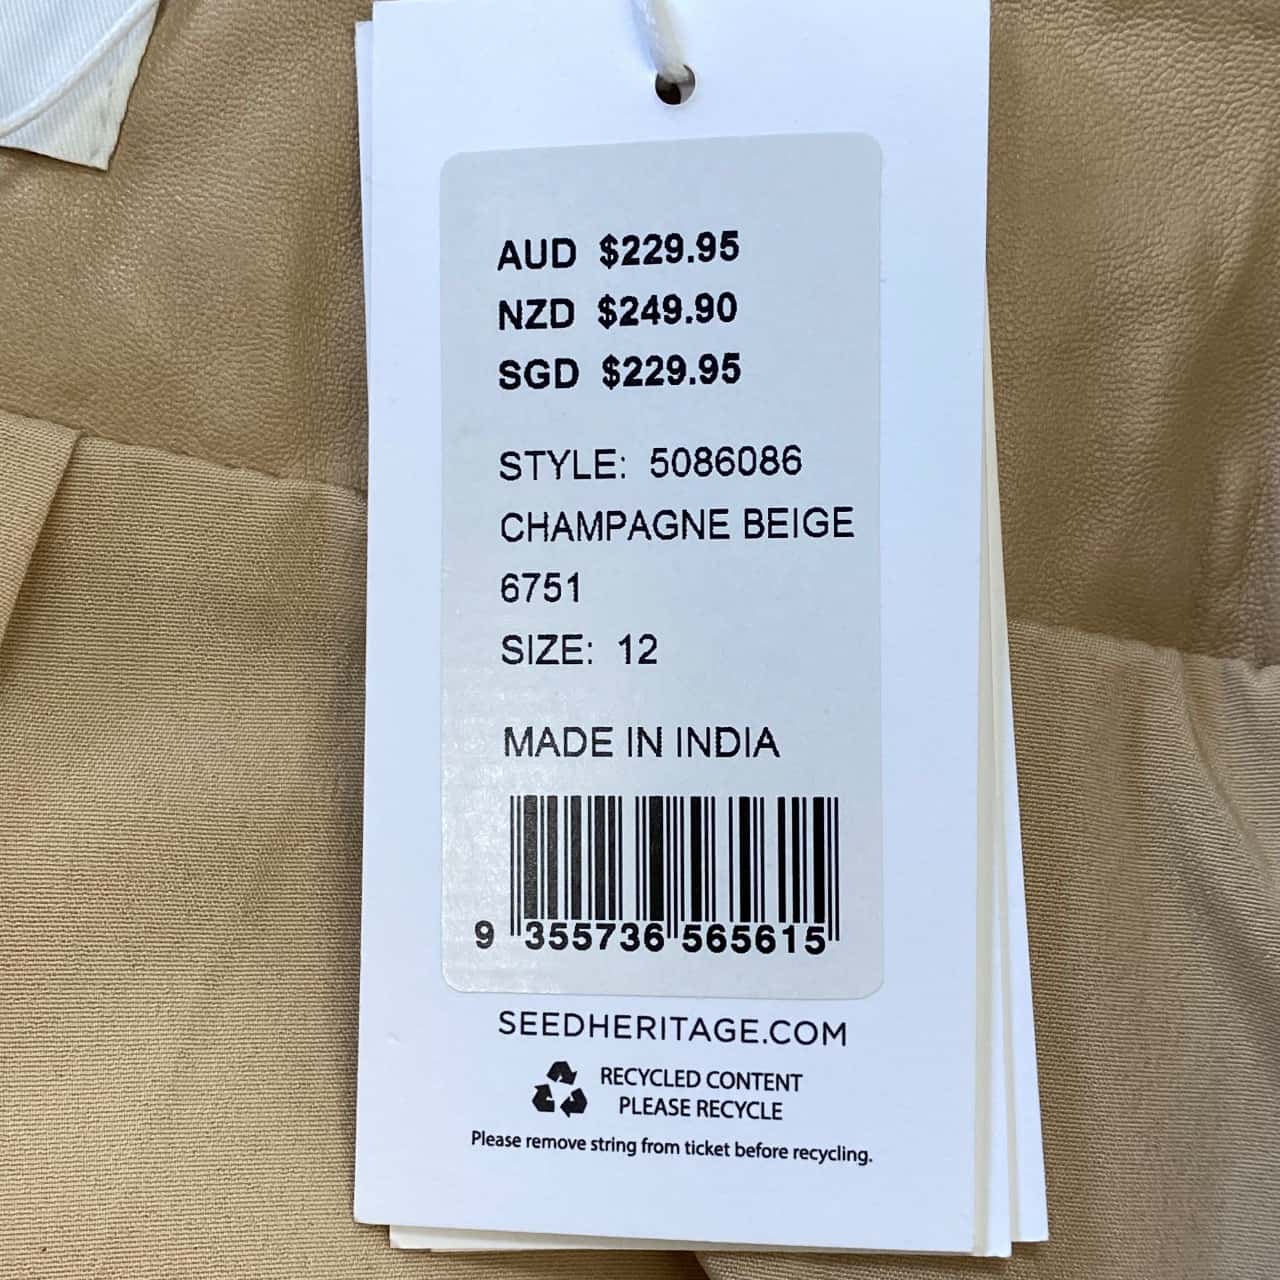 AUD $229.95
NZD $249.90
SGD $229.95
STYLE: 5086086
CHAMPAGNE BEIGE
6751
SIZE: 12
MADE IN INDIA
9 355736 565615
SEEDHERITAGE.COM
RECYCLED CONTENT
PLEASE RECYCLE
Please remove string from ticket before recycling.